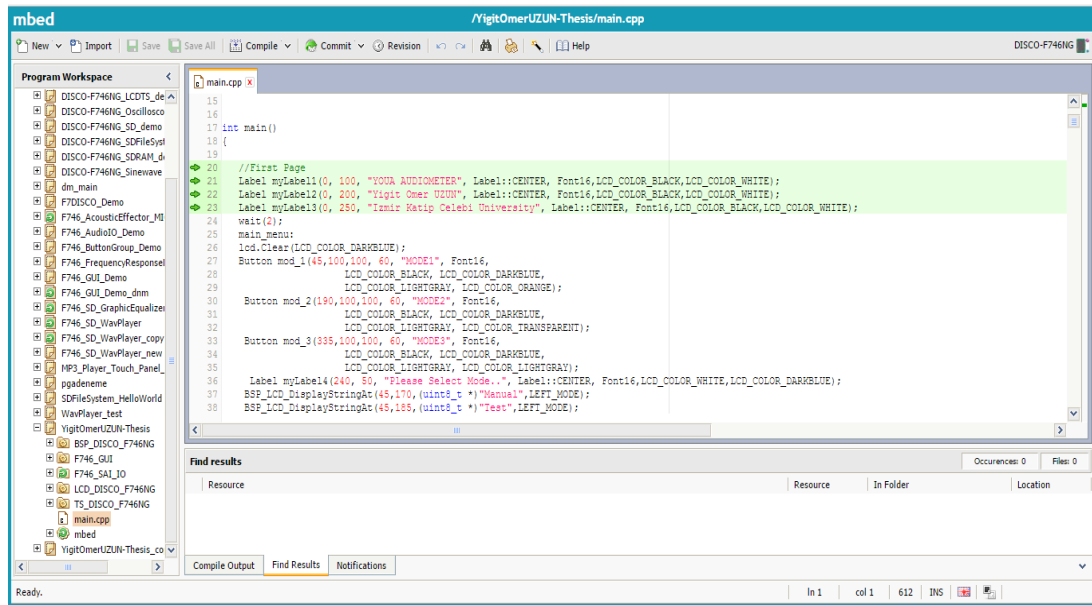 mbed /YigitOmerUZUN-Thesis/main.cpp
New Import Save Save All Compile Commit Revision Help DISCO-F746NG
Program Workspace
DISCO-F746NG_LCDTS_de
DISCO-F746NG_Oscillosco
DISCO-F746NG_SD_demo
DISCO-F746NG_SDFileSyst
DISCO-F746NG_SDRAM_d
DISCO-F746NG_Sinewave
dm_main
F7DISCO_Demo
F746_AcousticEffector_MI
F746_AudioIO_Demo
F746_ButtonGroup_Demo
F746_FrequencyResponsel
F746_GUI_Demo
F746_GUI_Demo_dnm
F746_SD_GraphicEqualizer
F746_SD_WavPlayer
F746_SD_WavPlayer_copy
F746_SD_WavPlayer_new
MP3_Player_Touch_Panel_
pgadeneme
SDFileSystem_HelloWorld
WavPlayer_test
YigitOmerUZUN-Thesis
BSP_DISCO_F746NG
F746_GUI
F746_SAI_IO
LCD_DISCO_F746NG
TS_DISCO_F746NG
main.cpp
mbed
YigitOmerUZUN-Thesis_co
main.cpp x
15
16
17 int main()
18 {
19
20 //First Page
21 Label myLabel1(0, 100, "YOUA AUDIOMETER", Label::CENTER, Font16,LCD_COLOR_BLACK,LCD_COLOR_WHITE);
22 Label myLabel2(0, 200, "Yigit Omer UZUN", Label::CENTER, Font16,LCD_COLOR_BLACK,LCD_COLOR_WHITE);
23 Label myLabel3(0, 250, "Izmir Katip Celebi University", Label::CENTER, Font16,LCD_COLOR_BLACK,LCD_COLOR_WHITE);
24 wait(2);
25 main_menu:
26 lcd.Clear(LCD_COLOR_DARKBLUE);
27 Button mod_1(45,100,100, 60, "MODE1", Font16,
28 LCD_COLOR_BLACK, LCD_COLOR_DARKBLUE,
29 LCD_COLOR_LIGHTGRAY, LCD_COLOR_ORANGE);
30 Button mod_2(190,100,100, 60, "MODE2", Font16,
31 LCD_COLOR_BLACK, LCD_COLOR_DARKBLUE,
32 LCD_COLOR_LIGHTGRAY, LCD_COLOR_TRANSPARENT);
33 Button mod_3(335,100,100, 60, "MODE3", Font16,
34 LCD_COLOR_BLACK, LCD_COLOR_DARKBLUE,
35 LCD_COLOR_LIGHTGRAY, LCD_COLOR_LIGHTGRAY);
36 Label myLabel4(240, 50, "Please Select Mode..", Label::CENTER, Font16,LCD_COLOR_WHITE,LCD_COLOR_DARKBLUE);
37 BSP_LCD_DisplayStringAt(45,170,(uint8_t *)"Manual",LEFT_MODE);
38 BSP_LCD_DisplayStringAt(45,185,(uint8_t *)"Test",LEFT_MODE);
Find results Occurences: 0 Files: 0
Resource Resource In Folder Location
Compile Output Find Results Notifications
Ready. ln 1 col 1 612 INS